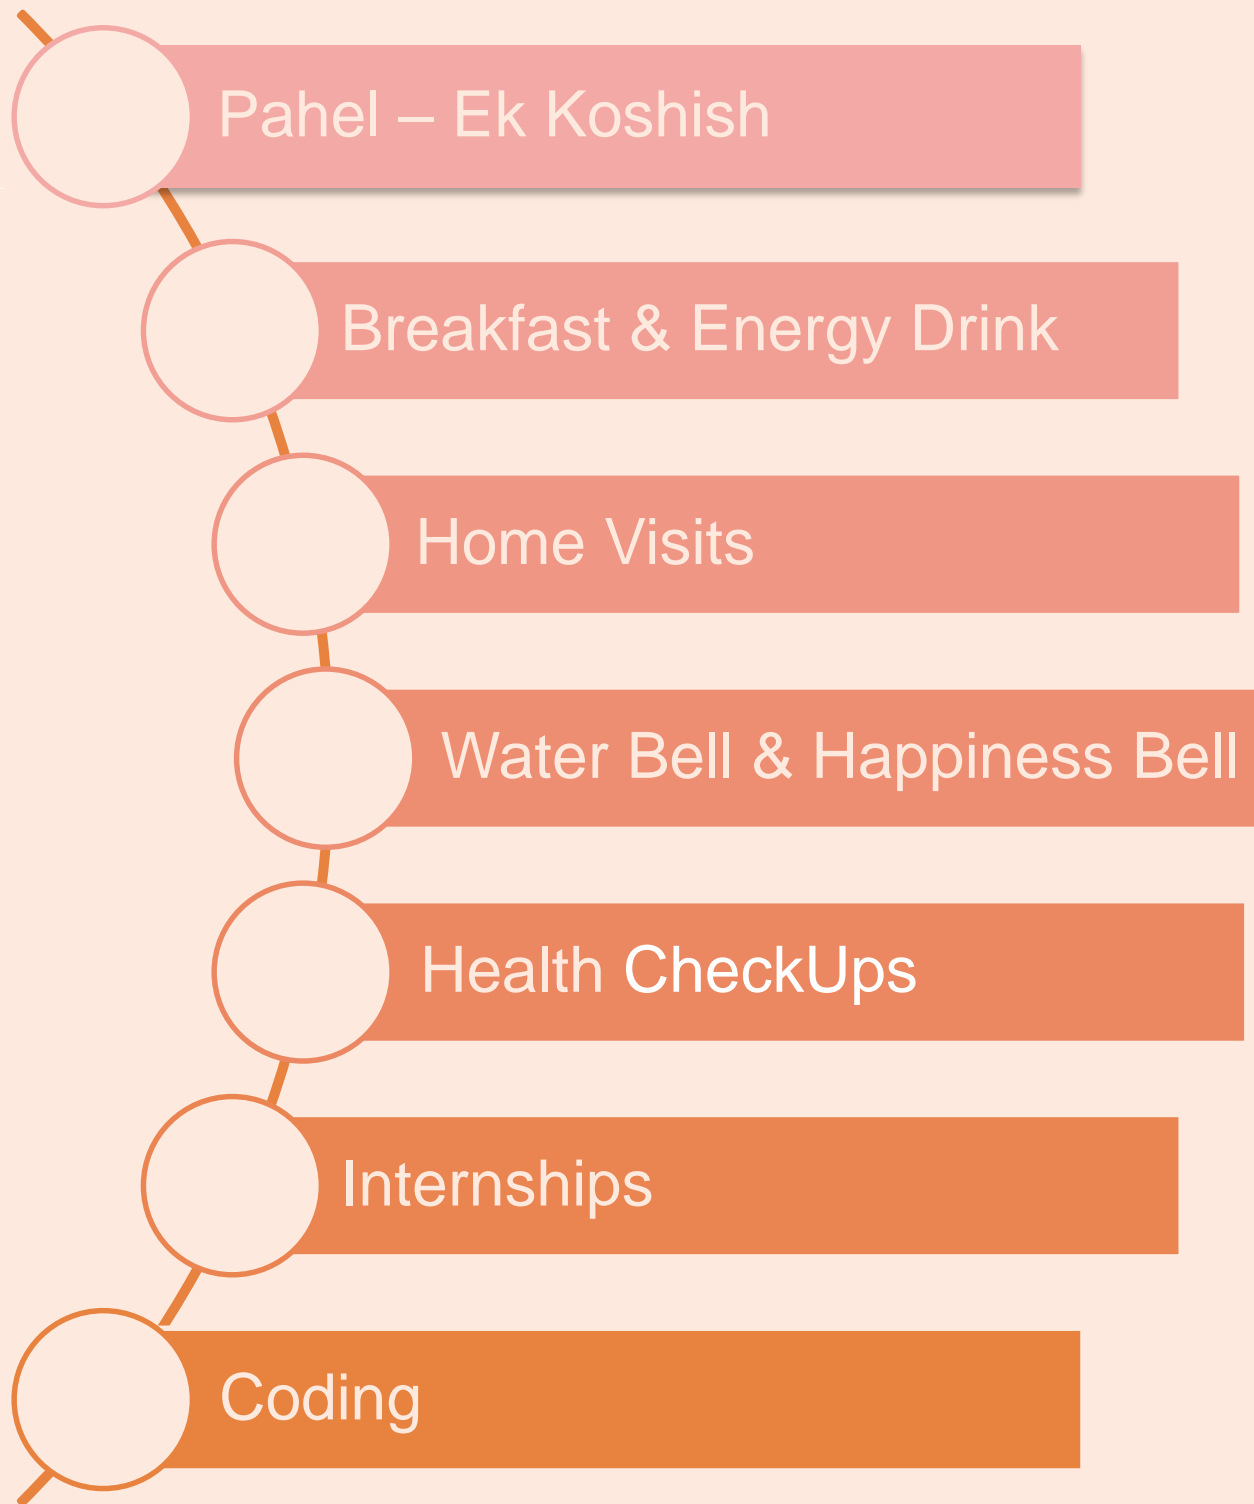 Pahel – Ek Koshish
Breakfast & Energy Drink
Home Visits
Water Bell & Happiness Bell
Health CheckUps
Internships
Coding